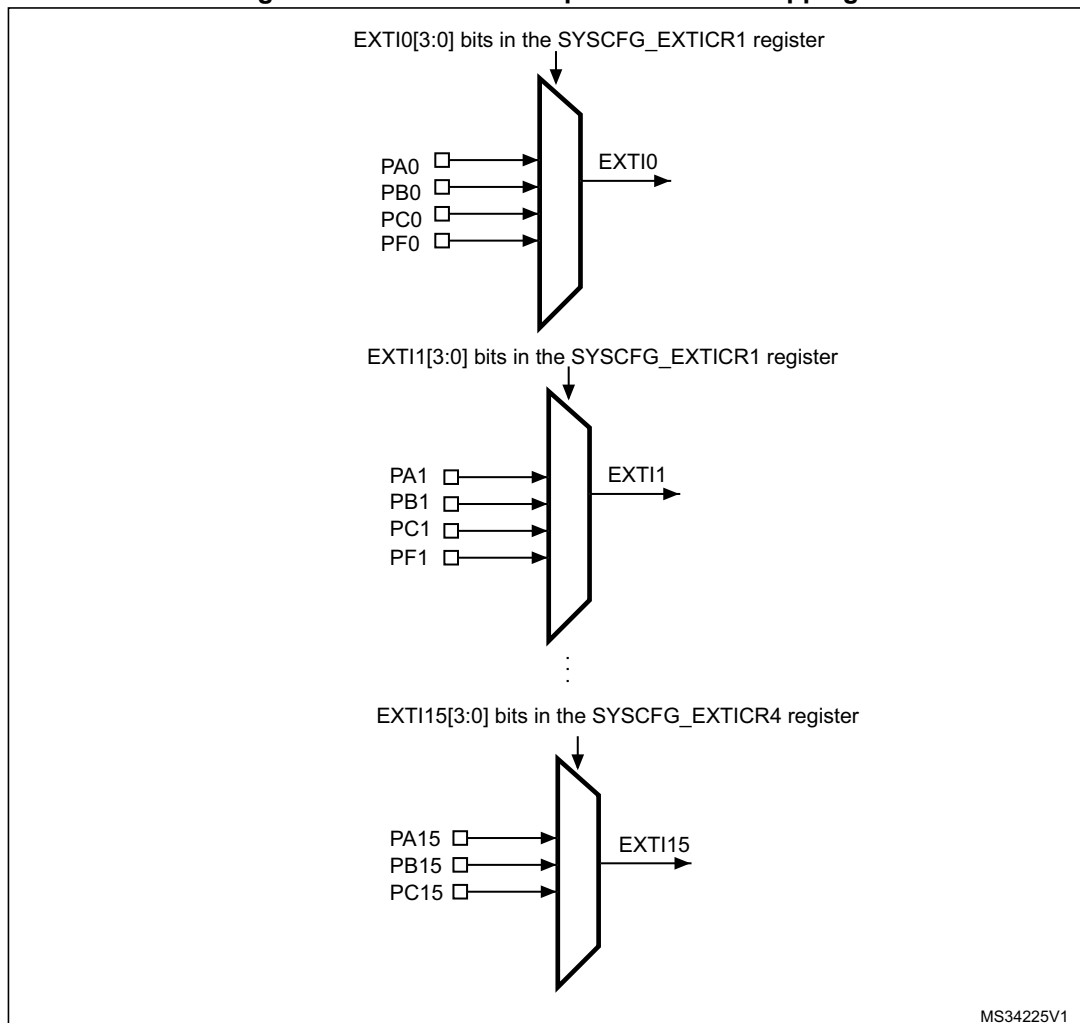 EXTI0[3:0] bits in the SYSCFG_EXTICR1 register
PA0
PB0
PC0
PF0
EXTI0
EXTI1[3:0] bits in the SYSCFG_EXTICR1 register
PA1
PB1
PC1
PF1
EXTI1
EXTI15[3:0] bits in the SYSCFG_EXTICR4 register
PA15
PB15
PC15
EXTI15
MS34225V1